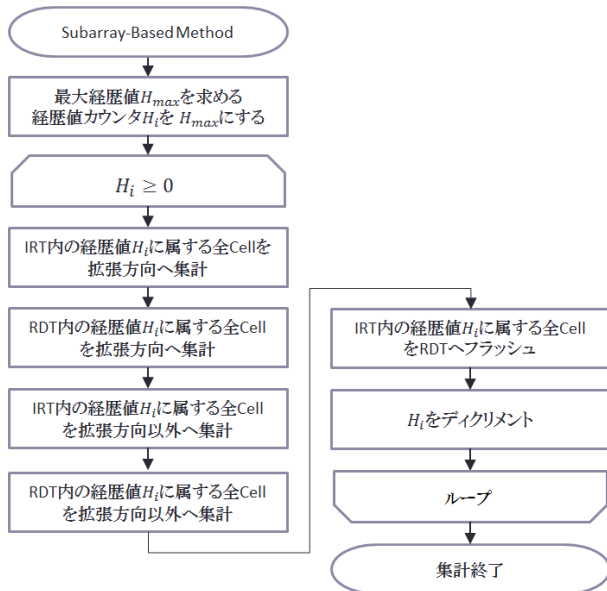 Subarray-Based Method
最大経歴値H_maxを求める
経歴値カウンタH_iを H_maxにする
H_i ≥ 0
IRT内の経歴値H_iに属する全Cellを
拡張方向へ集計
RDT内の経歴値H_iに属する全Cell
を拡張方向へ集計
IRT内の経歴値H_iに属する全Cell
を拡張方向以外へ集計
RDT内の経歴値H_iに属する全Cell
を拡張方向以外へ集計
IRT内の経歴値H_iに属する全Cell
をRDTへフラッシュ
H_iをディクリメント
ループ
集計終了